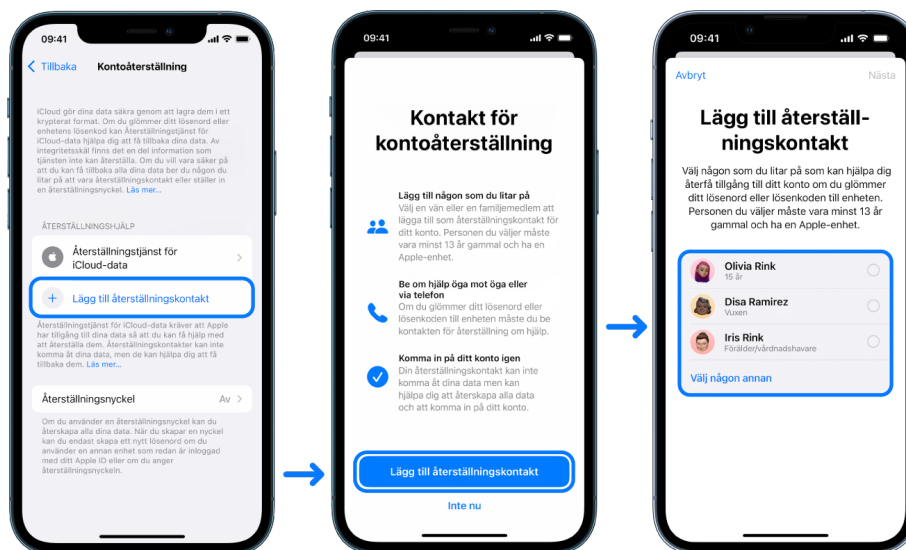 09:41
Tillbaka Kontoåterställning
iCloud gör dina data säkra genom att lagra dem i ett
krypterat format. Om du glömmer ditt lösenord eller
enhetens lösenkod kan Återställningstjänst för
iCloud-data hjälpa dig att få tillbaka dina data. Av
integritetsskäl finns det en del information som
tjänsten inte kan återställa. Om du vill vara säker på
att du kan få tillbaka alla dina data ber du någon du
litar på att vara återställningskontakt eller ställer in
en återställningsnyckel. Läs mer...
ÅTERSTÄLLNINGSHJÄLP
Återställningstjänst för
iCloud-data
Lägg till återställningskontakt
Återställningstjänst för iCloud-data kräver att Apple
har tillgång till dina data så att du kan få hjälp med
att återställa dem. Återställningskontakter kan inte
komma åt dina data, men de kan hjälpa dig att få
tillbaka dem. Läs mer...
Återställningsnyckel Av
Om du använder en återställningsnyckel kan du
återskapa alla dina data. När du skapar en nyckel
kan du endast skapa ett nytt lösenord om du
använder en annan enhet som redan är inloggad
med ditt Apple ID eller om du anger
återställningsnyckeln.
09:41
Kontakt för
kontoåterställning
Lägg till någon som du litar på
Välj en vän eller en familjemedlem att
lägga till som återställningskontakt för
ditt konto. Personen du väljer måste
vara minst 13 år gammal och ha en
Apple-enhet.
Be om hjälp öga mot öga eller
via telefon
Om du glömmer ditt lösenord eller
lösenkoden till enheten måste du be
kontakten för återställning om hjälp.
Komma in på ditt konto igen
Din återställningskontakt kan inte
komma åt dina data men kan
hjälpa dig att återskapa alla data
och att komma in på ditt konto.
Lägg till återställningskontakt
Inte nu
09:41
Avbryt Nästa
Lägg till återställ-
ningskontakt
Välj någon som du litar på som kan hjälpa dig
återfå tillgång till ditt konto om du glömmer
ditt lösenord eller lösenkoden till enheten.
Personen du väljer måste vara minst 13 år
gammal och ha en Apple-enhet.
Olivia Rink
15 år
Disa Ramirez
Vuxen
Iris Rink
Förälder/vårdnadshavare
Välj någon annan